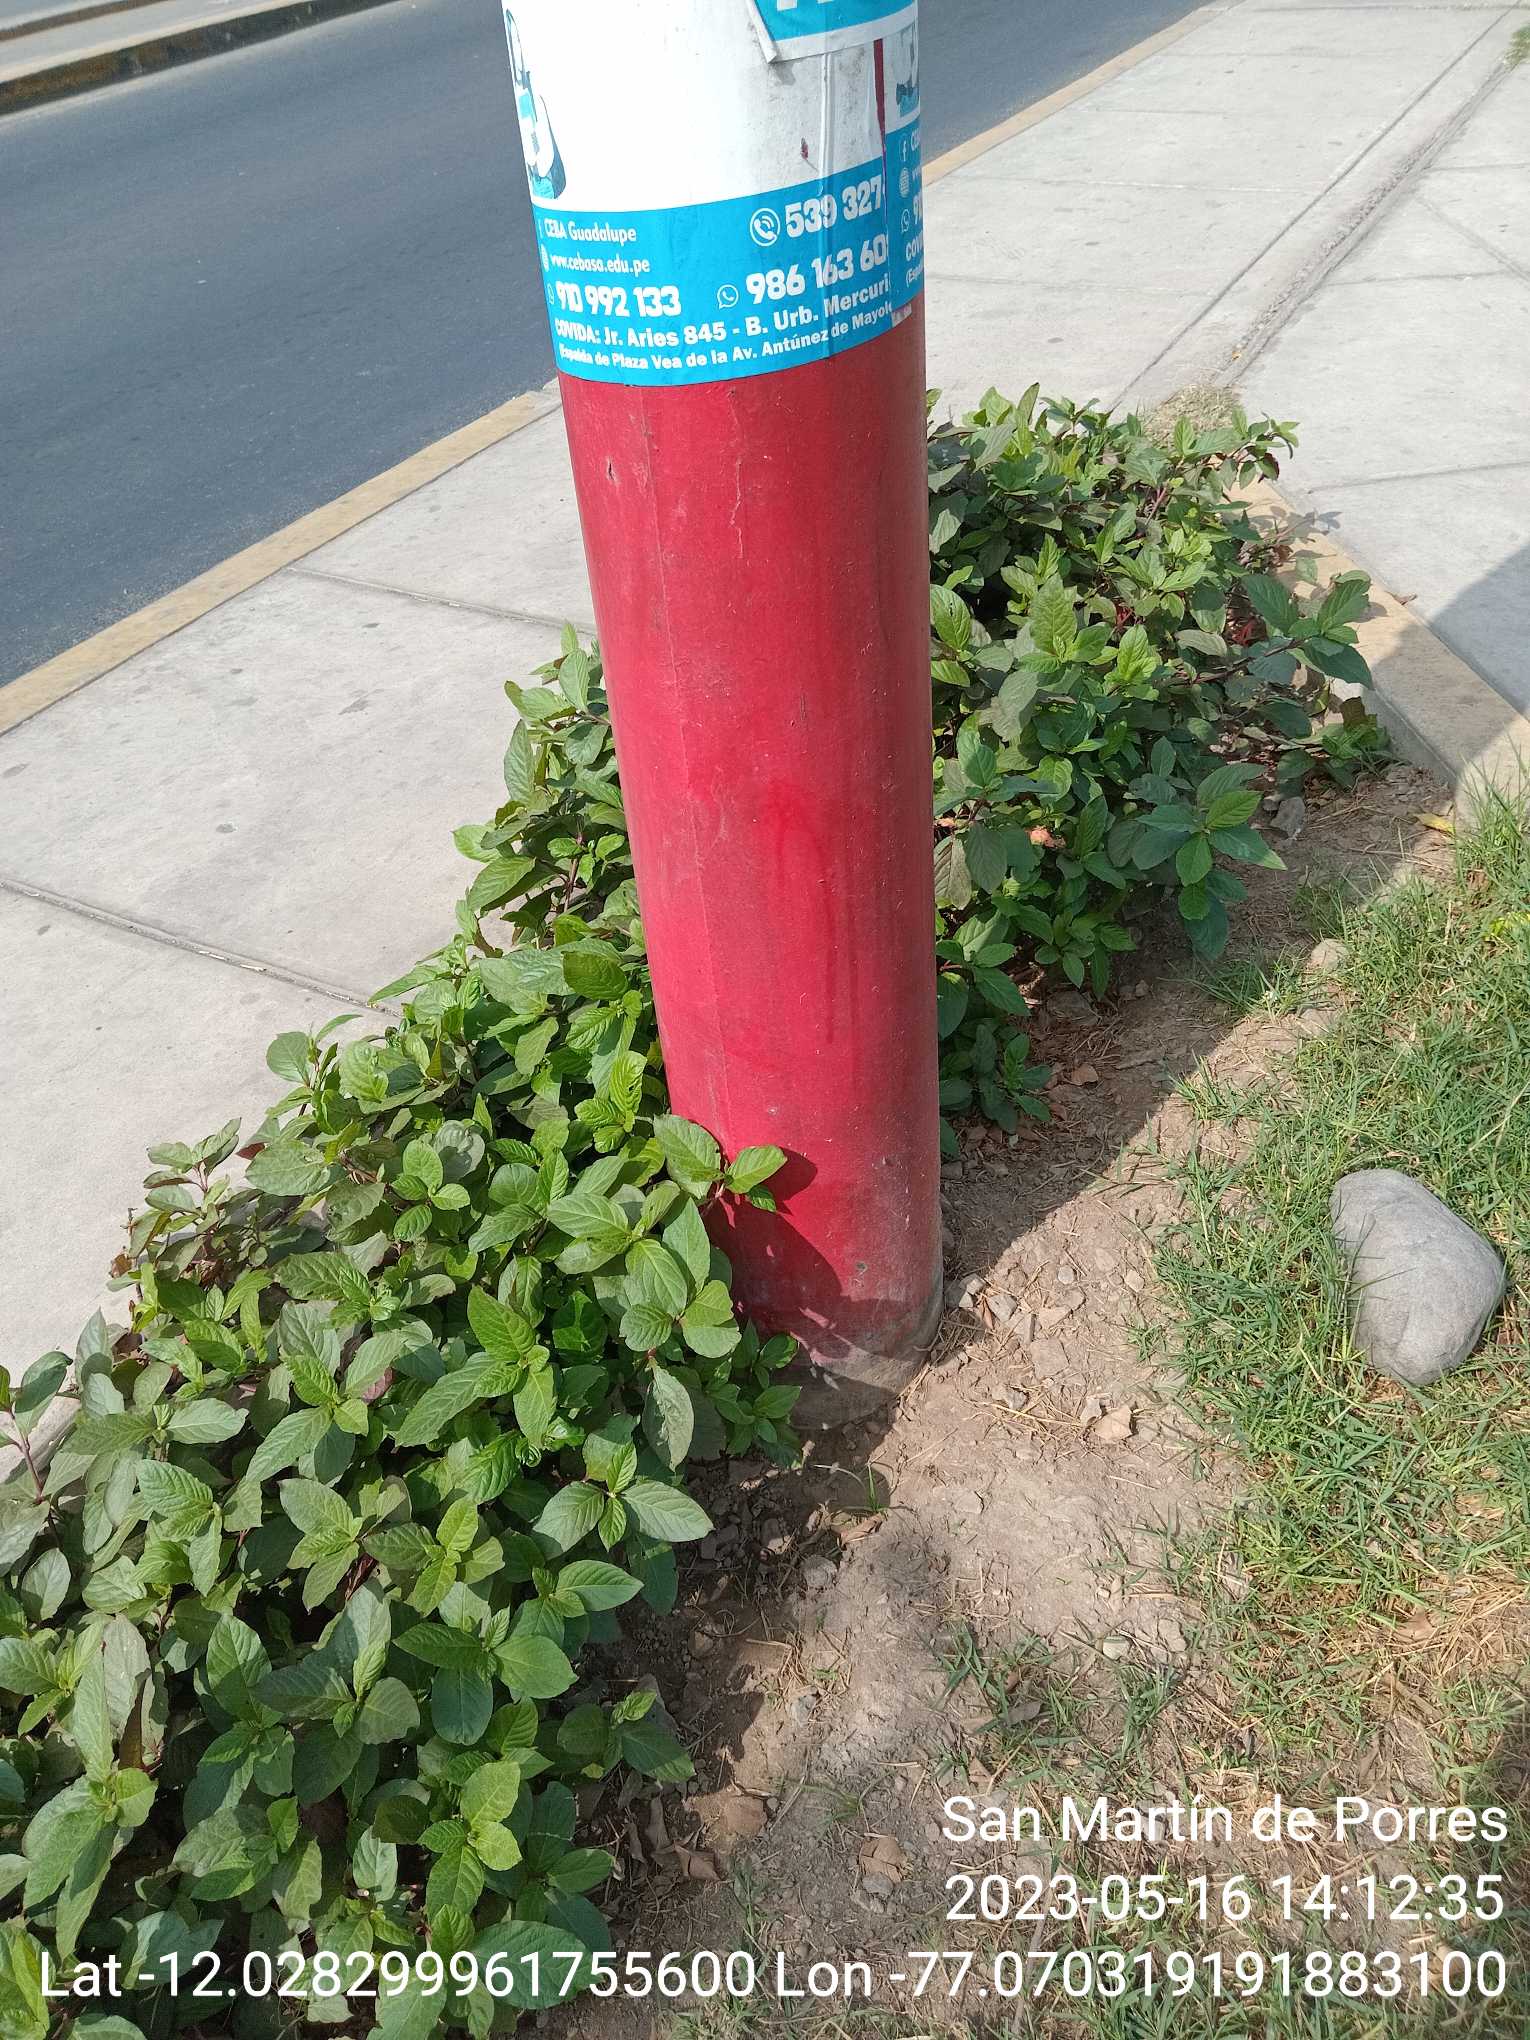 CEBA Guadalupe
www.cebasa.edu.pe
910 992 133
539 327
986 163 60
COVIDA: Jr. Aries 845 - B. Urb. Mercuri
(Espalda de Plaza Vea de la Av. Antúnez de Mayolo
San Martín de Porres
2023-05-16 14:12:35
Lat -12.028299961755600 Lon -77.070319191883100